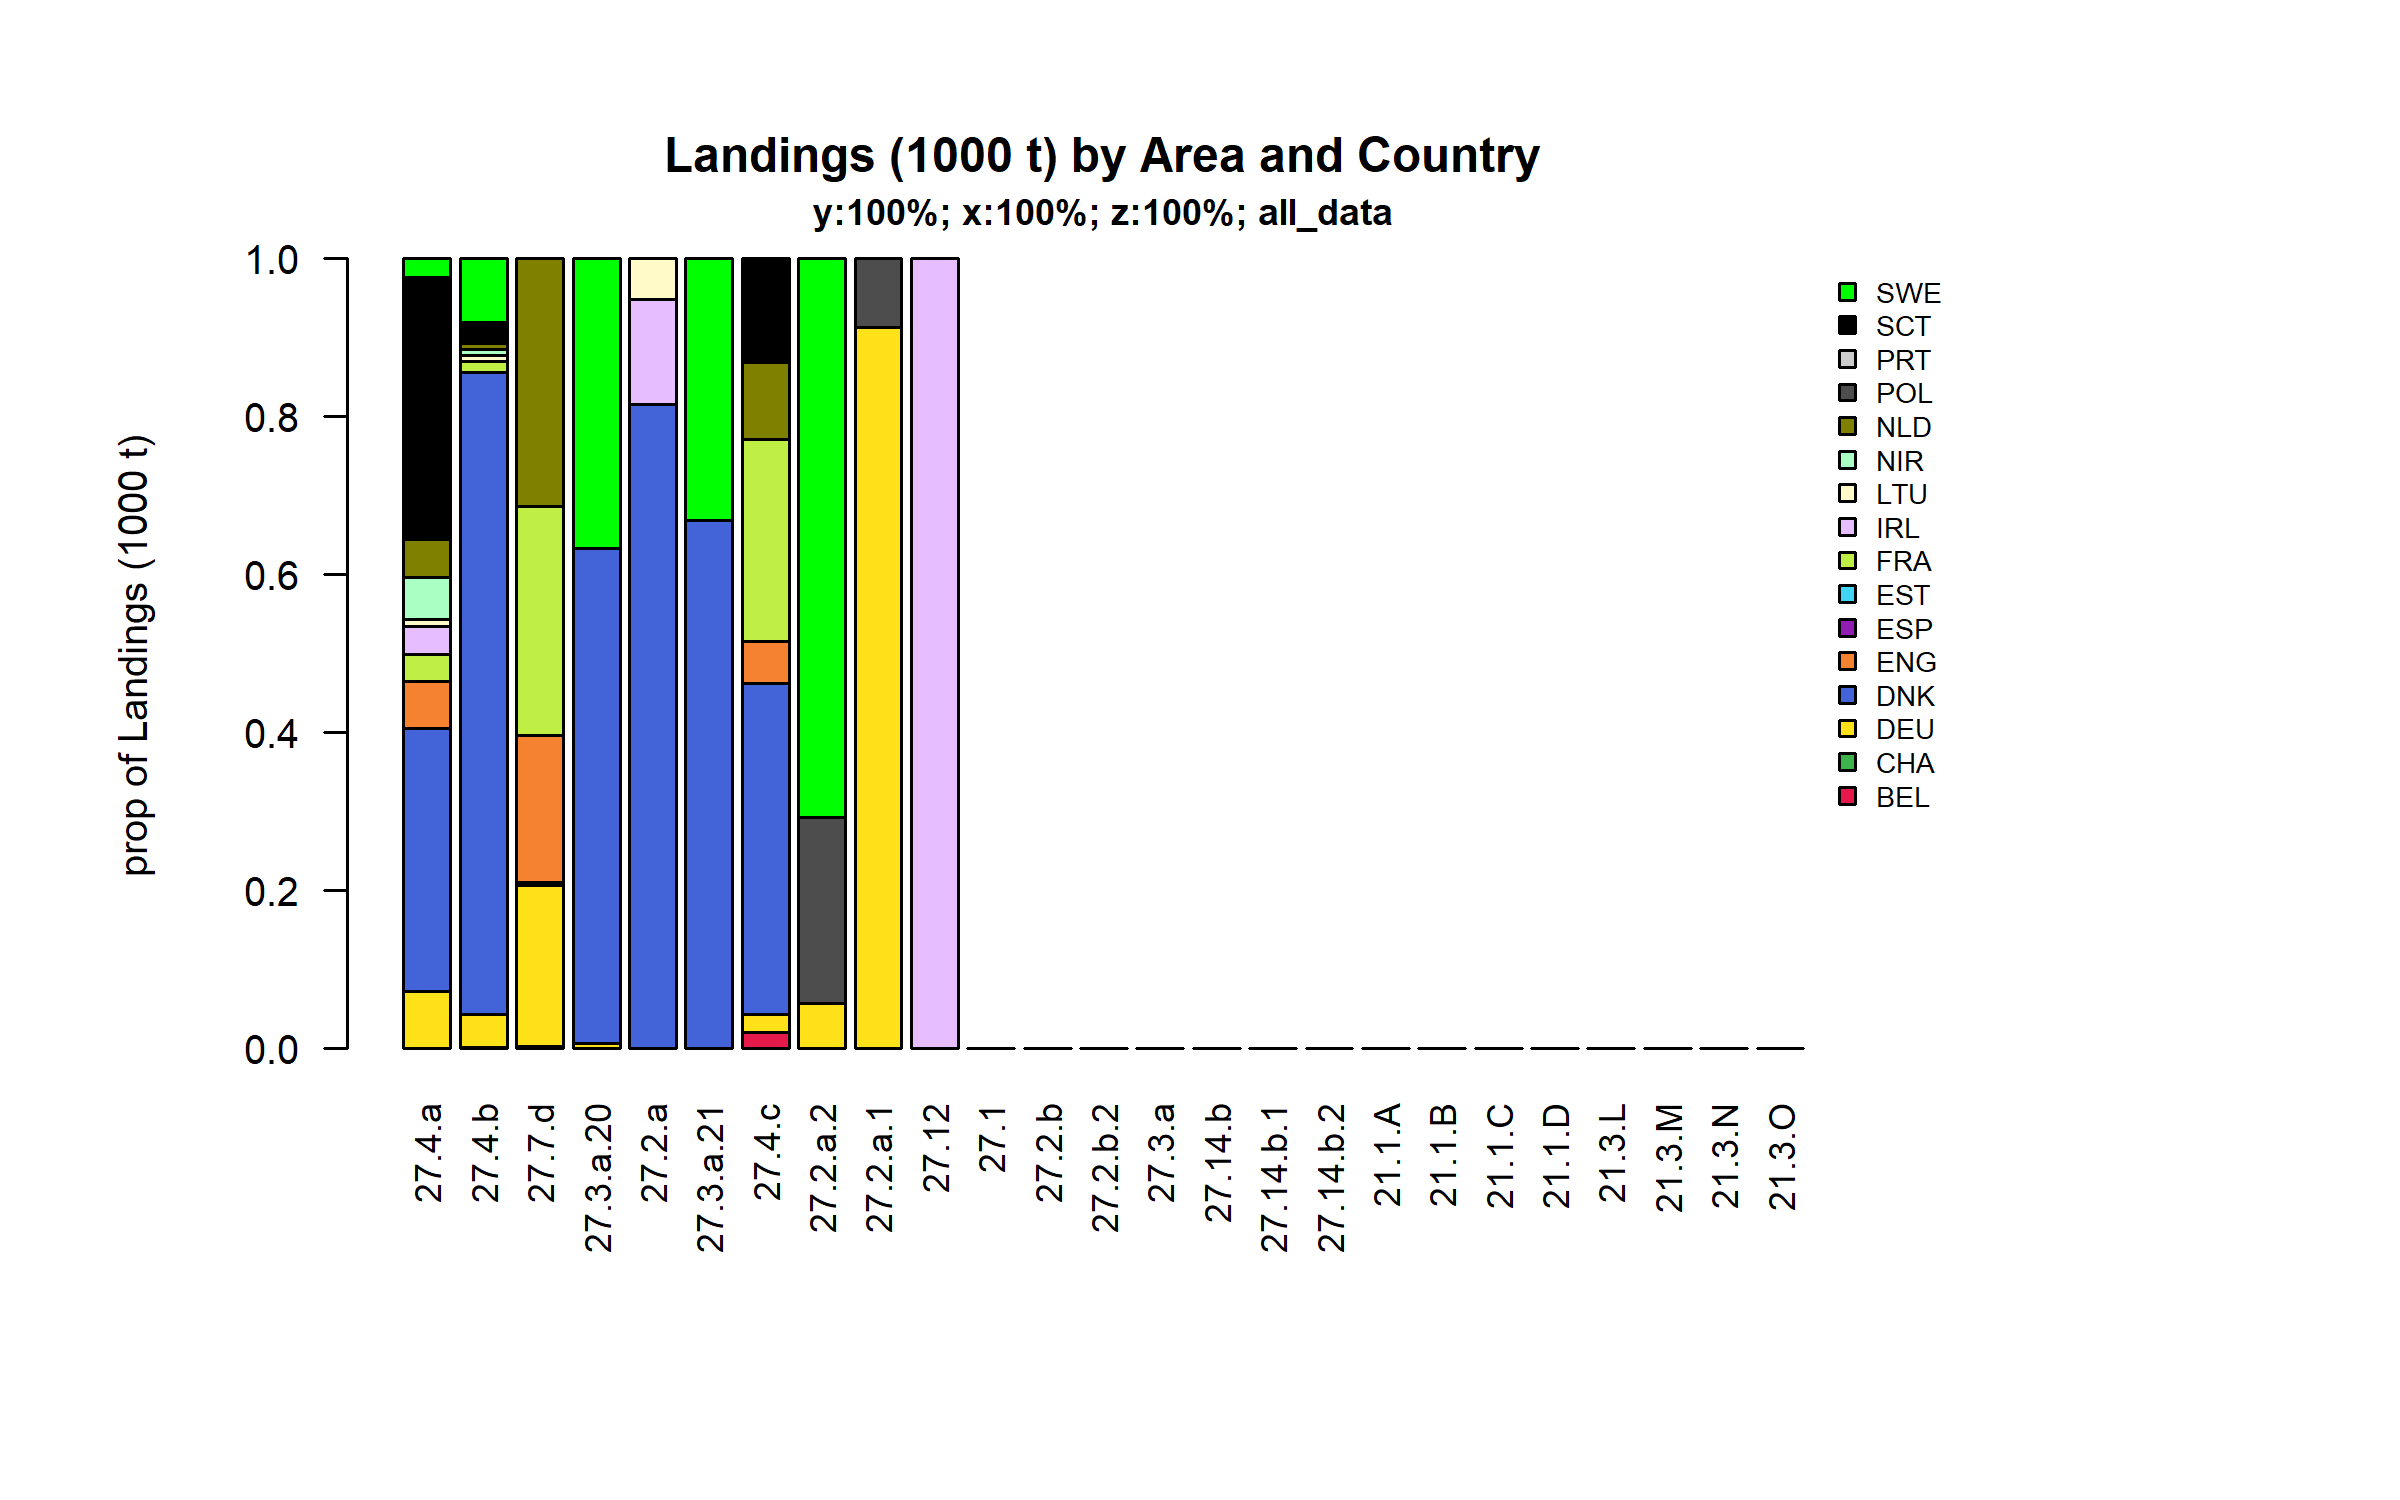 Landings (1000 t) by Area and Country
y:100%; x:100%; z:100%; all_data
prop of Landings (1000 t)
1.0
0.8
0.6
0.4
0.2
0.0
27.4.a
27.4.b
27.7.d
27.3.a.20
27.2.a
27.3.a.21
27.4.c
27.2.a.2
27.2.a.1
27.12
27.1
27.2.b
27.2.b.2
27.3.a
27.14.b
27.14.b.1
27.14.b.2
21.1.A
21.1.B
21.1.C
21.1.D
21.3.L
21.3.M
21.3.N
21.3.O
SWE
SCT
PRT
POL
NLD
NIR
LTU
IRL
FRA
EST
ESP
ENG
DNK
DEU
CHA
BEL